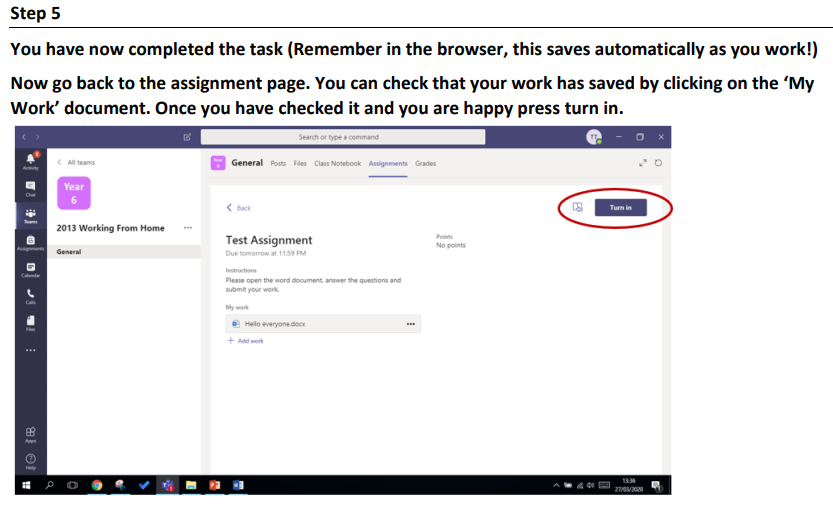 Step 5
You have now completed the task (Remember in the browser, this saves automatically as you work!)
Now go back to the assignment page. You can check that your work has saved by clicking on the ‘My
Work’ document. Once you have checked it and you are happy press turn in.
Search or type a command
TT
Activity
Chat
Teams
Assignments
Calendar
Calls
Files
Apps
Help
All teams
Year
6
2013 Working From Home
General
Year
6
General Posts Files Class Notebook Assignments Grades
Back
Turn in
Test Assignment
Due tomorrow at 11:59 PM
Points
No points
Instructions
Please open the word document, answer the questions and
submit your work.
My work
Hello everyone.docx
+ Add work
13:36
27/03/2020